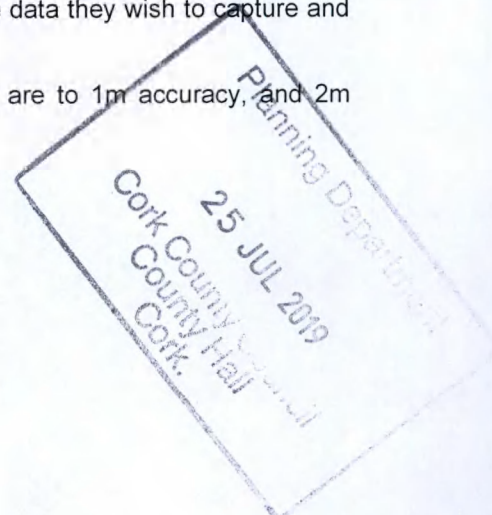 data they wish to capture and
are to 1m accuracy, and 2m
Planning Department
25 JUL 2019
Cork County Council
County Hall
Cork.